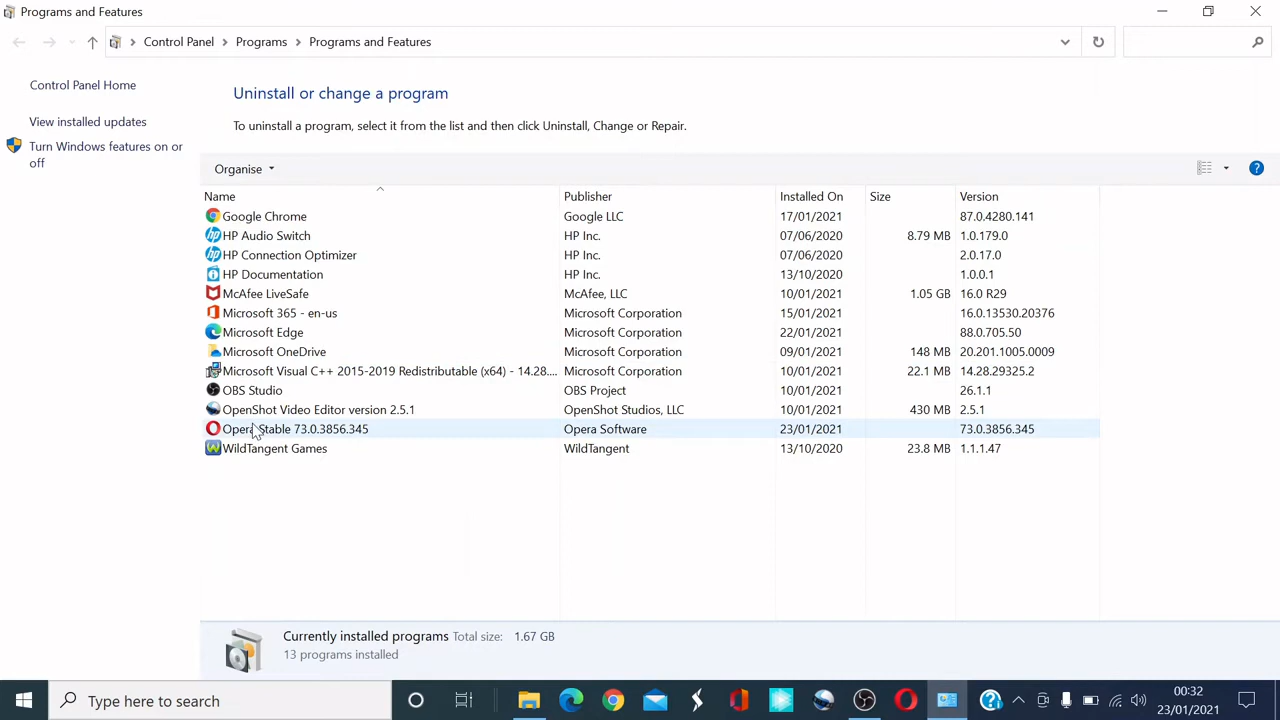 Programs and Features
Control Panel > Programs > Programs and Features
Control Panel Home
View installed updates
Turn Windows features on or
off
Uninstall or change a program
To uninstall a program, select it from the list and then click Uninstall, Change or Repair.
Organise
Name Publisher Installed On Size Version
Google Chrome Google LLC 17/01/2021 87.0.4280.141
HP Audio Switch HP Inc. 07/06/2020 8.79 MB 1.0.179.0
HP Connection Optimizer HP Inc. 07/06/2020 2.0.17.0
HP Documentation HP Inc. 13/10/2020 1.0.0.1
McAfee LiveSafe McAfee, LLC 10/01/2021 1.05 GB 16.0 R29
Microsoft 365 - en-us Microsoft Corporation 15/01/2021 16.0.13530.20376
Microsoft Edge Microsoft Corporation 22/01/2021 88.0.705.50
Microsoft OneDrive Microsoft Corporation 09/01/2021 148 MB 20.201.1005.0009
Microsoft Visual C++ 2015-2019 Redistributable (x64) - 14.28.... Microsoft Corporation 10/01/2021 22.1 MB 14.28.29325.2
OBS Studio OBS Project 10/01/2021 26.1.1
OpenShot Video Editor version 2.5.1 OpenShot Studios, LLC 10/01/2021 430 MB 2.5.1
Opera Stable 73.0.3856.345 Opera Software 23/01/2021 73.0.3856.345
WildTangent Games WildTangent 13/10/2020 23.8 MB 1.1.1.47
Currently installed programs Total size: 1.67 GB
13 programs installed
Type here to search
00:32
23/01/2021